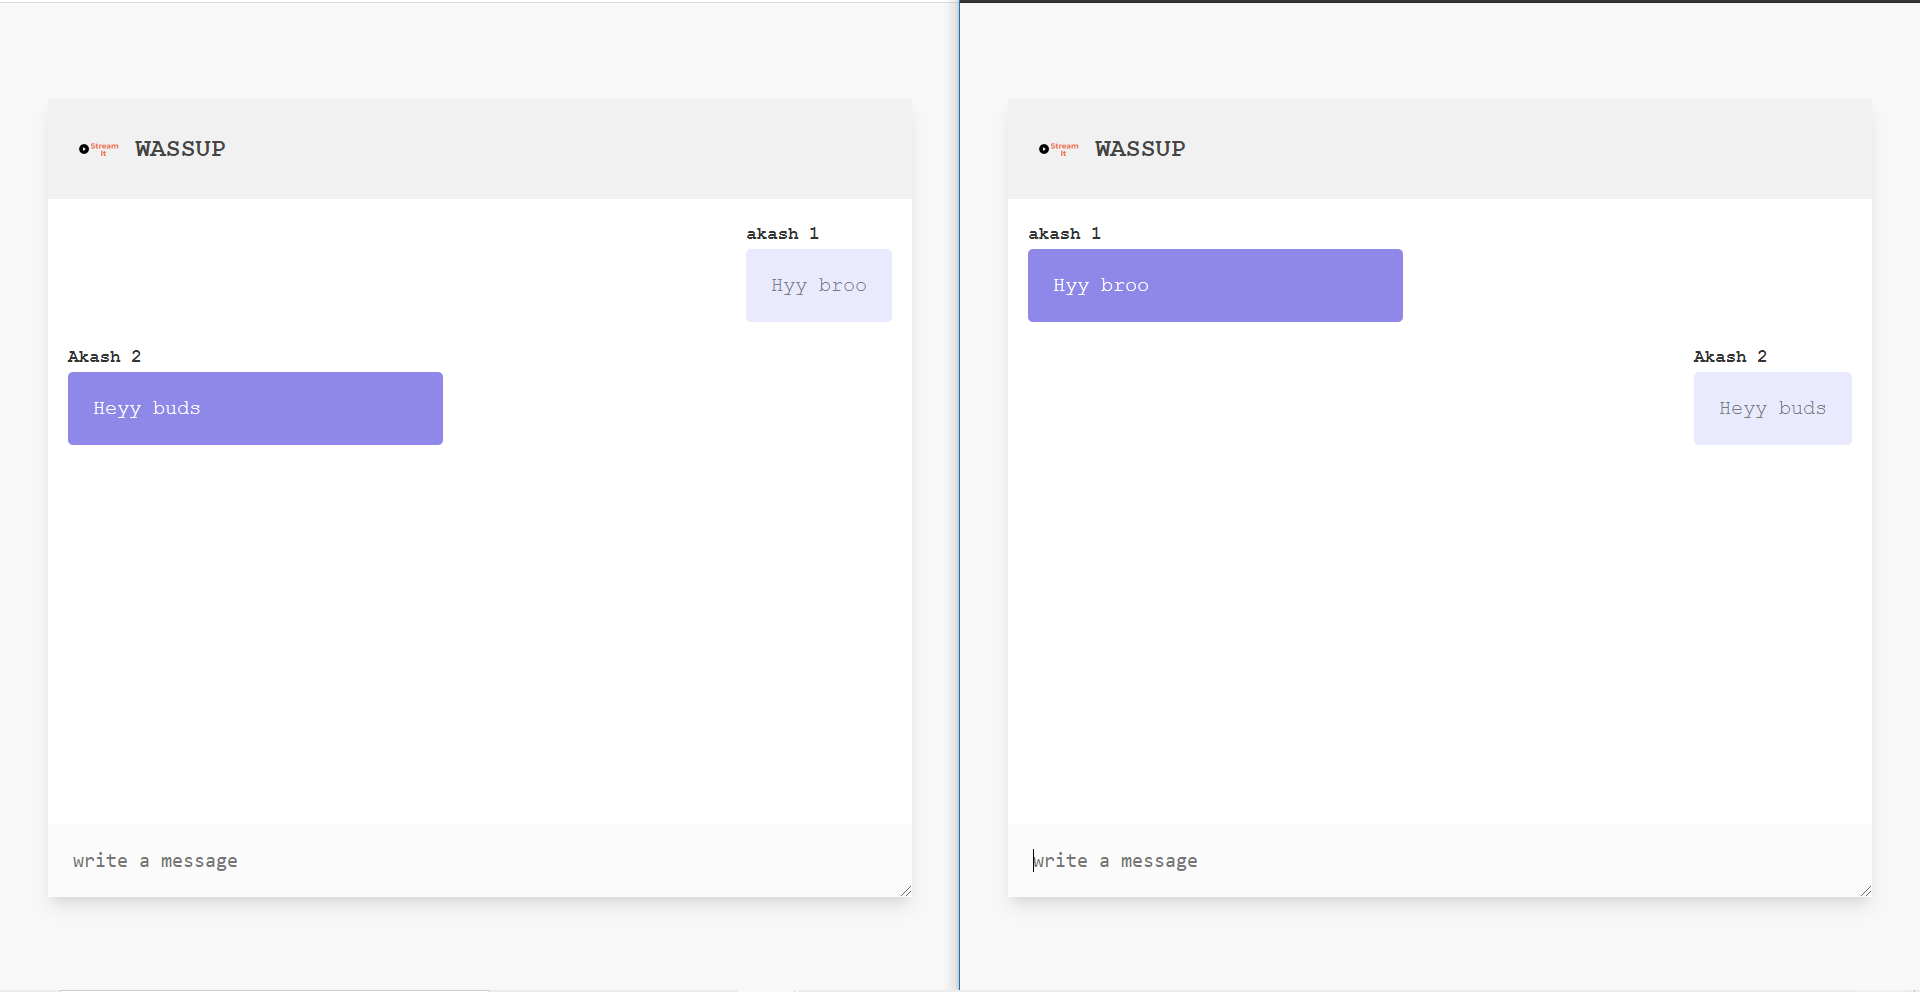 Stream
It
WASSUP
akash 1
Hyy broo
Akash 2
Heyy buds
write a message
Stream
It
WASSUP
akash 1
Hyy broo
Akash 2
Heyy buds
write a message